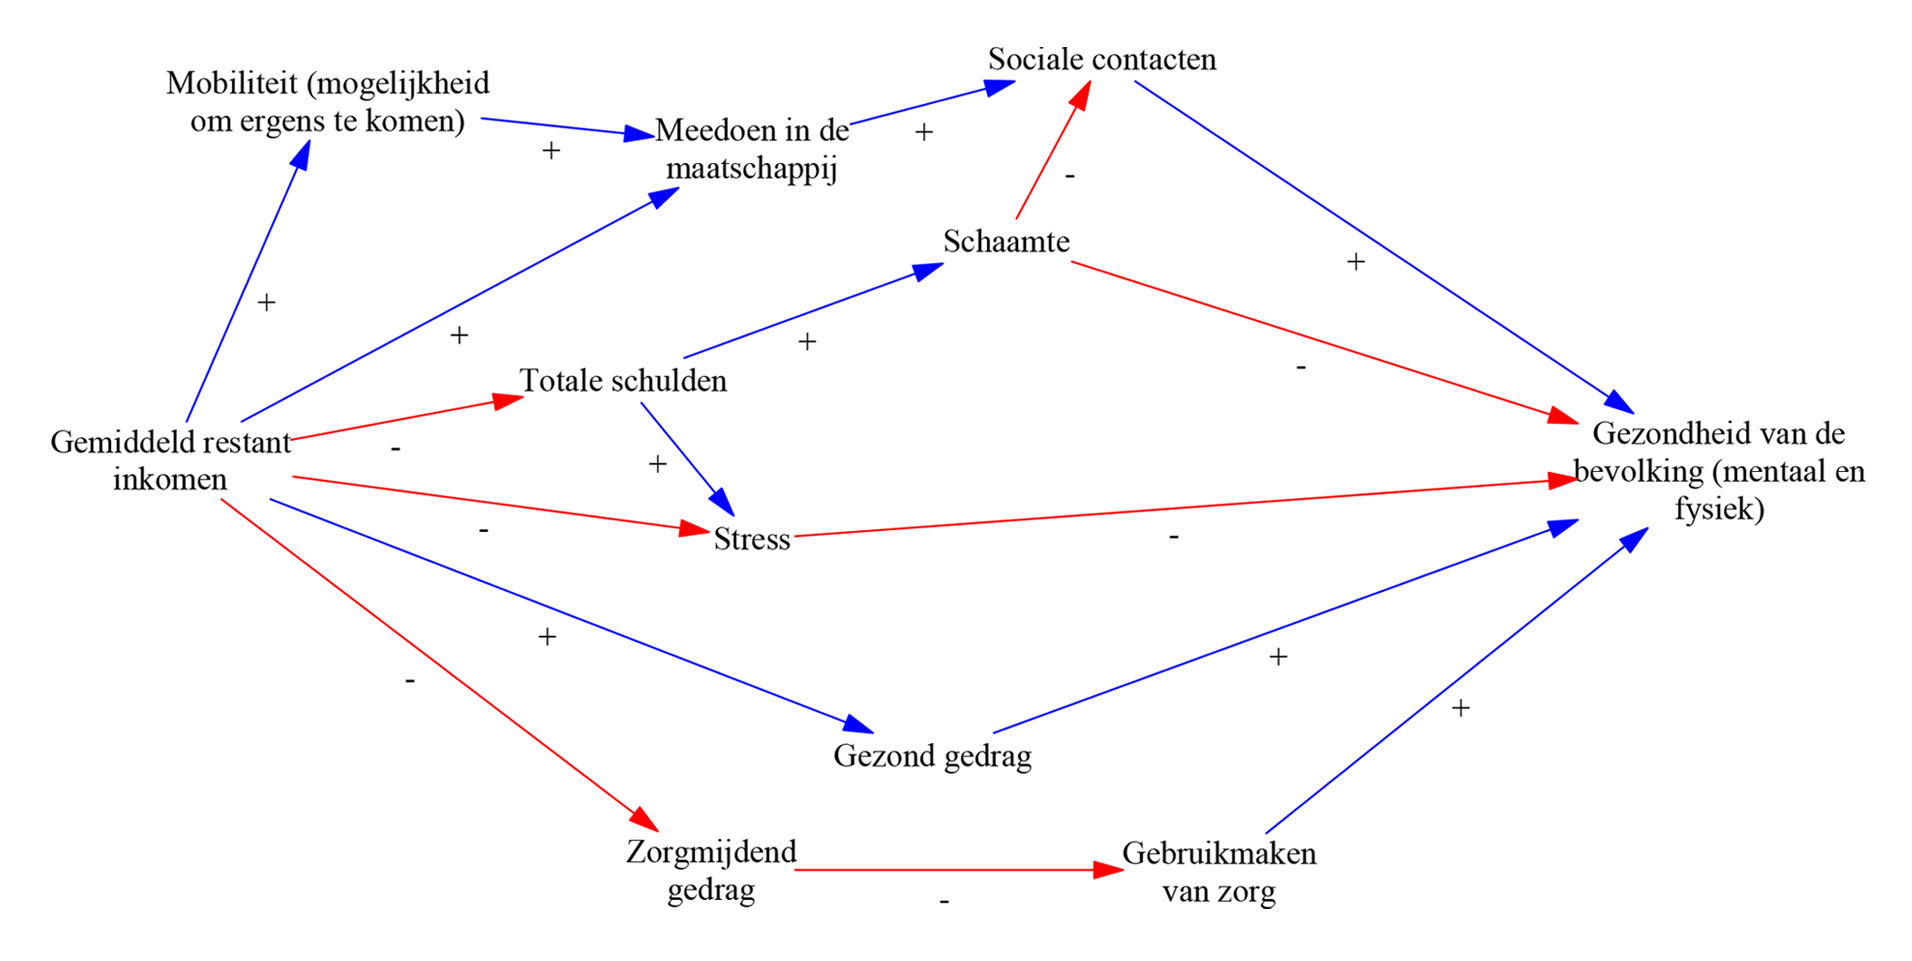 Sociale contacten
Mobiliteit (mogelijkheid
om ergens te komen)
+
Meedoen in de
maatschappij
+
-
Schaamte
+
+
+
+
-
Totale schulden
-
Gemiddeld restant
inkomen
+
Gezondheid van de
bevolking (mentaal en
fysiek)
-
Stress
-
+
-
+
+
Gezond gedrag
Zorgmijdend
gedrag
-
Gebruikmaken
van zorg